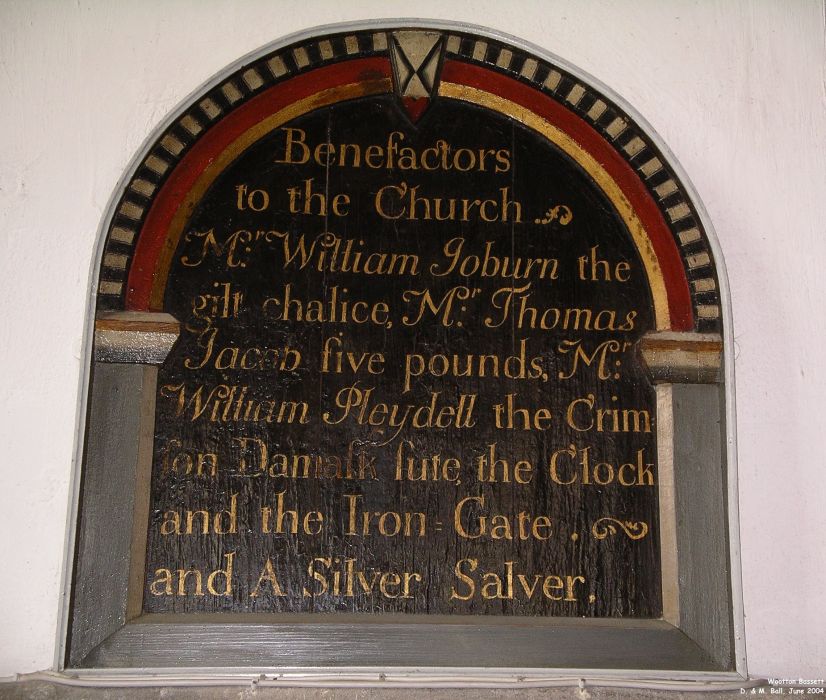 Benefactors
to the Church.
Mr. William Joburn the
gilt chalice, Mr. Thomas
Jacob five pounds, Mr.
William Pleydell the Crim
ſon Damaſk ſute, the Clock
and the Iron = Gate .
and A Silver Salver,
Wootton Bassett
D. & M. Ball, June 2004